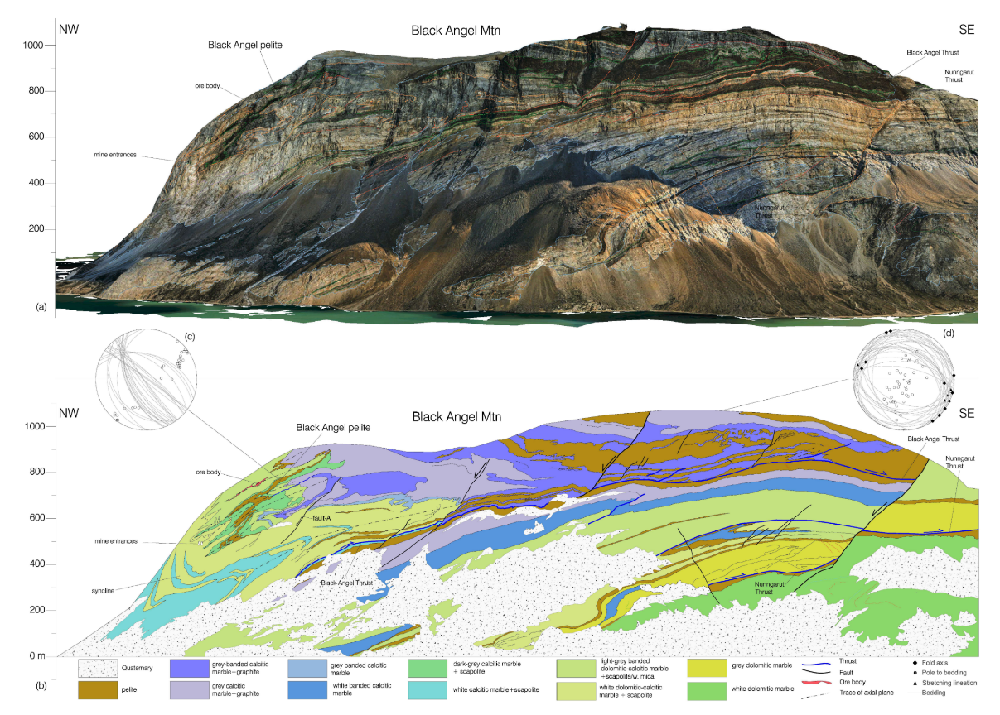 NW
Black Angel Mtn
SE
Black Angel pelite
Black Angel Thrust
Nunngarut
Thrust
ore body
mine entrances
Nunngarut
Thrust
1000
800
600
400
200
(a)
(c)
(d)
NW
Black Angel Mtn
SE
Black Angel pelite
Black Angel Thrust
Nunngarut
Thrust
ore body
fault-A
mine entrances
syncline
Black Angel Thrust
Nunngarut
Thrust
1000
800
600
400
200
0 m
(b)
Quaternary
pelite
grey-banded calcitic
marble+graphite
grey calcitic
marble+graphite
grey banded calcitic
marble
white banded calcitic
marble
dark-grey calcitic marble
+ scapolite
white calcitic marble+scapolite
light-grey banded
dolomitic-calcitic marble
+scapolite/w. mica
white dolomitic-calcitic
marble + scapolite
grey dolomitic marble
white dolomitic marble
Thrust
Fault
Ore body
Trace of axial plane
Fold axis
Pole to bedding
Stretching lineation
Bedding